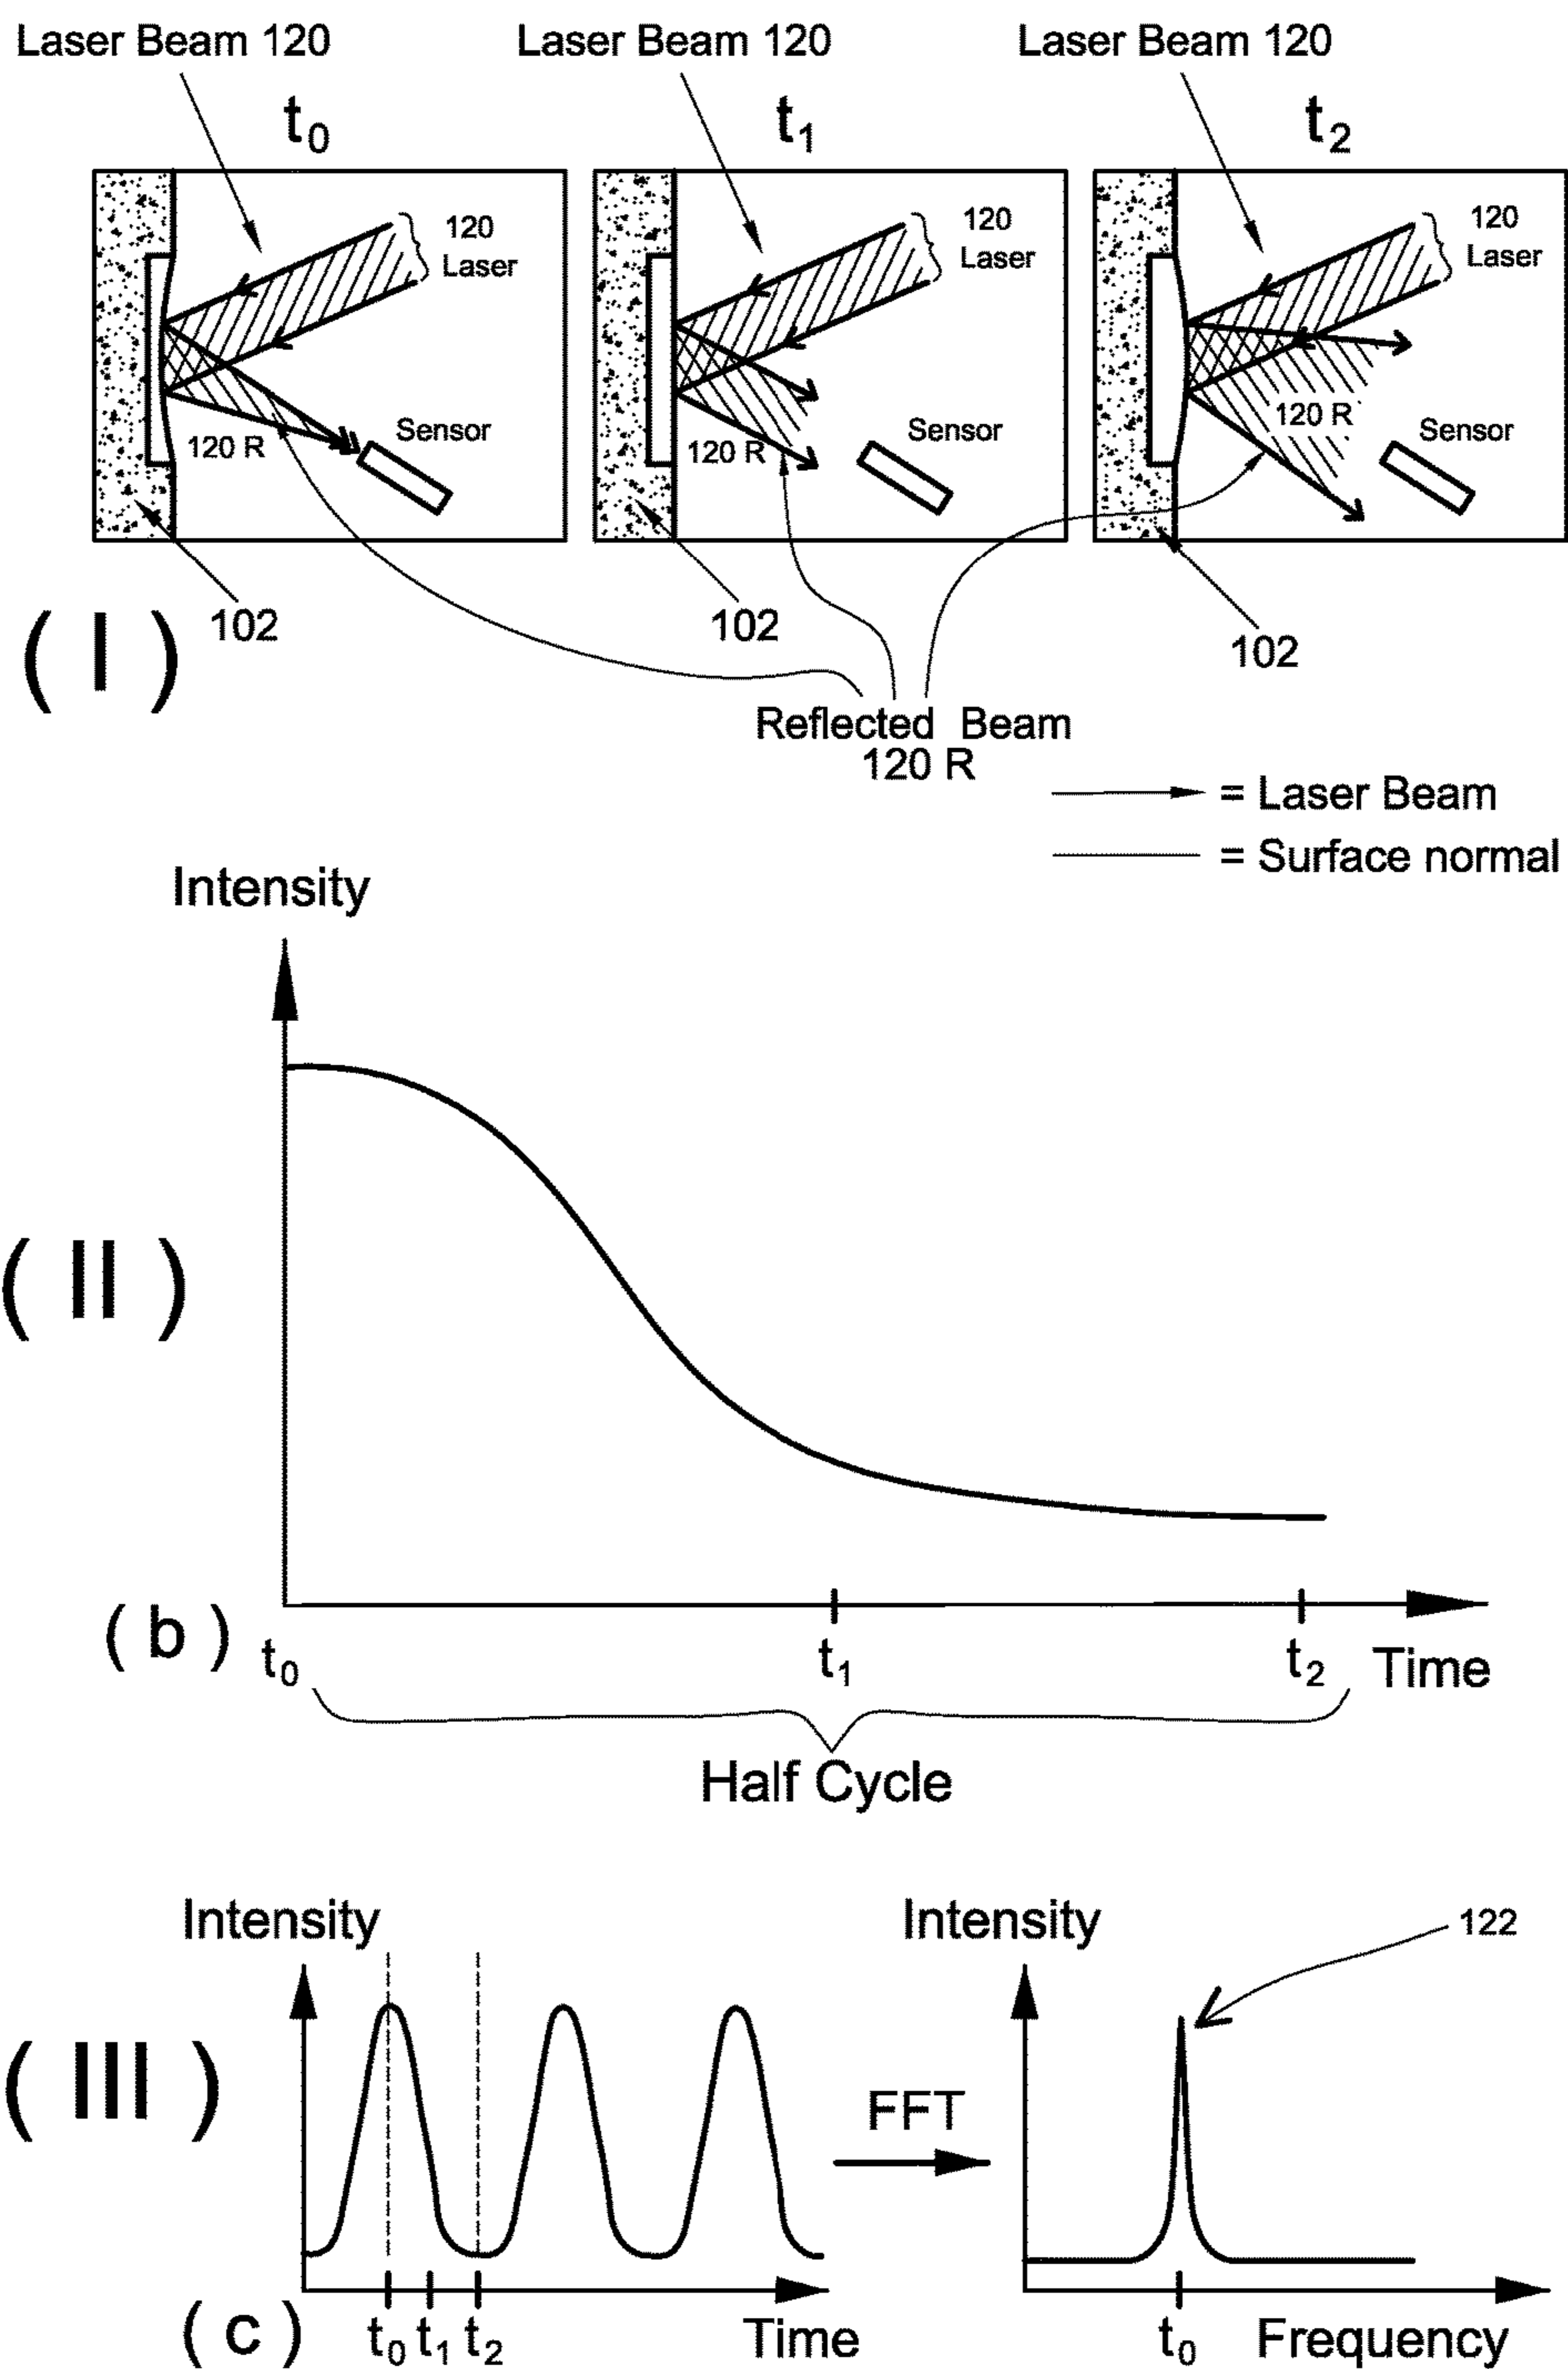 Laser Beam 120 Laser Beam 120 Laser Beam 120
t₀ t₁ t₂
120 120 120
Laser Laser Laser
Sensor Sensor Sensor
120 R 120 R 120 R
102 102 102
( I )
Reflected Beam
120 R
= Laser Beam
= Surface normal
Intensity
( II )
( b )
t₀ t₁ t₂ Time
Half Cycle
Intensity Intensity 122
( III )
FFT
( c )
t₀ t₁ t₂ Time t₀ Frequency